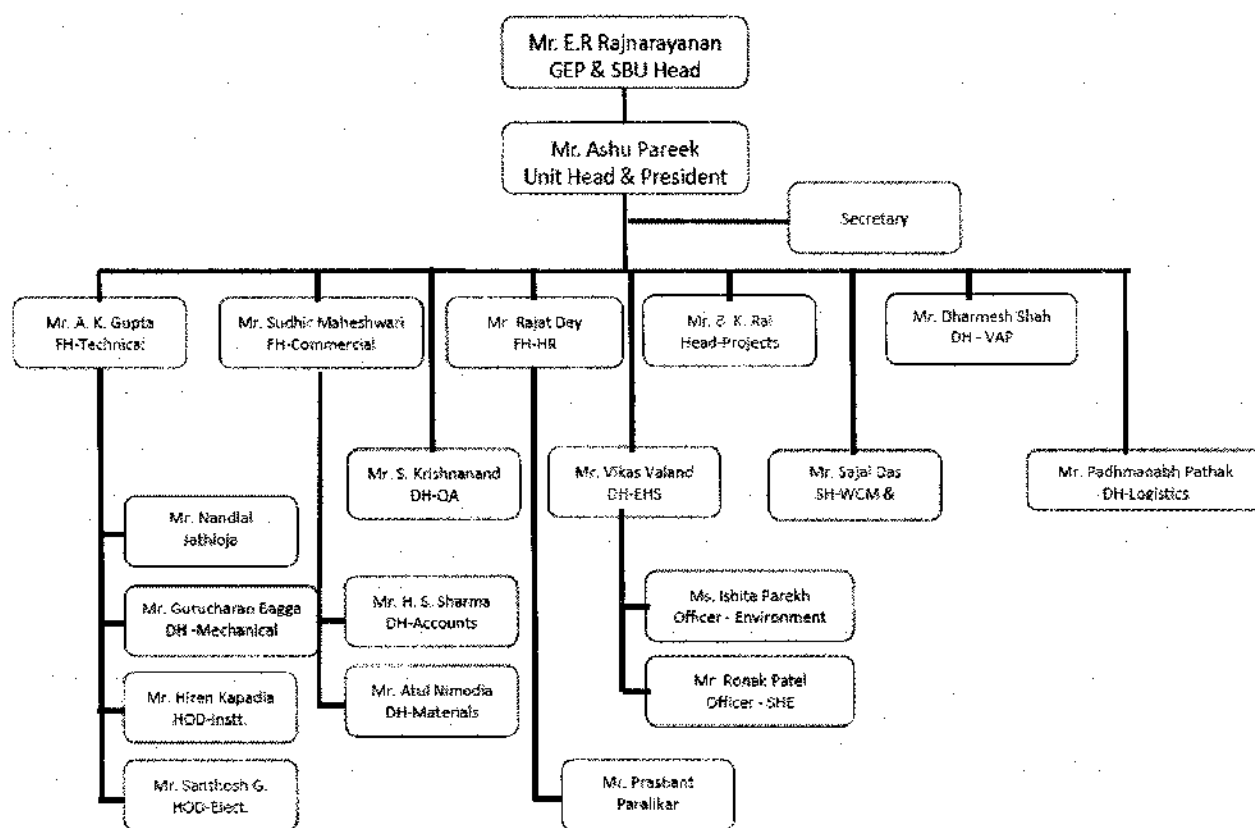 Mr. E.R Rajnarayanan
GEP & SBU Head
Mr. Ashu Pareek
Unit Head & President
Secretary
Mr. A. K. Gupta
FH-Technical
Mr. Sudhir Maheshwari
FH-Commercial
Mr. Rajat Dey
FH-HR
Mr. B. K. Rai
Head-Projects
Mr. Dharmesh Shah
DH - VAP
Mr. S. Krishnanand
DH-QA
Mr. Vikas Valand
DH-EHS
Mr. Sajal Das
SH-WCM &
Mr. Padhmanabh Pathak
DH-Logistics
Mr. Nandlal
Jathioja
Mr. Gurucharan Bagga
DH -Mechanical
Mr. H. S. Sharma
DH-Accounts
Ms. Ishita Parekh
Officer - Environment
Mr. Hiren Kapadia
HOD-Instt.
Mr. Atul Nimodia
DH-Materials
Mr. Ronak Patel
Officer - SHE
Mr. Santhosh G.
HOD-Elect.
Mr. Prashant
Paralikar